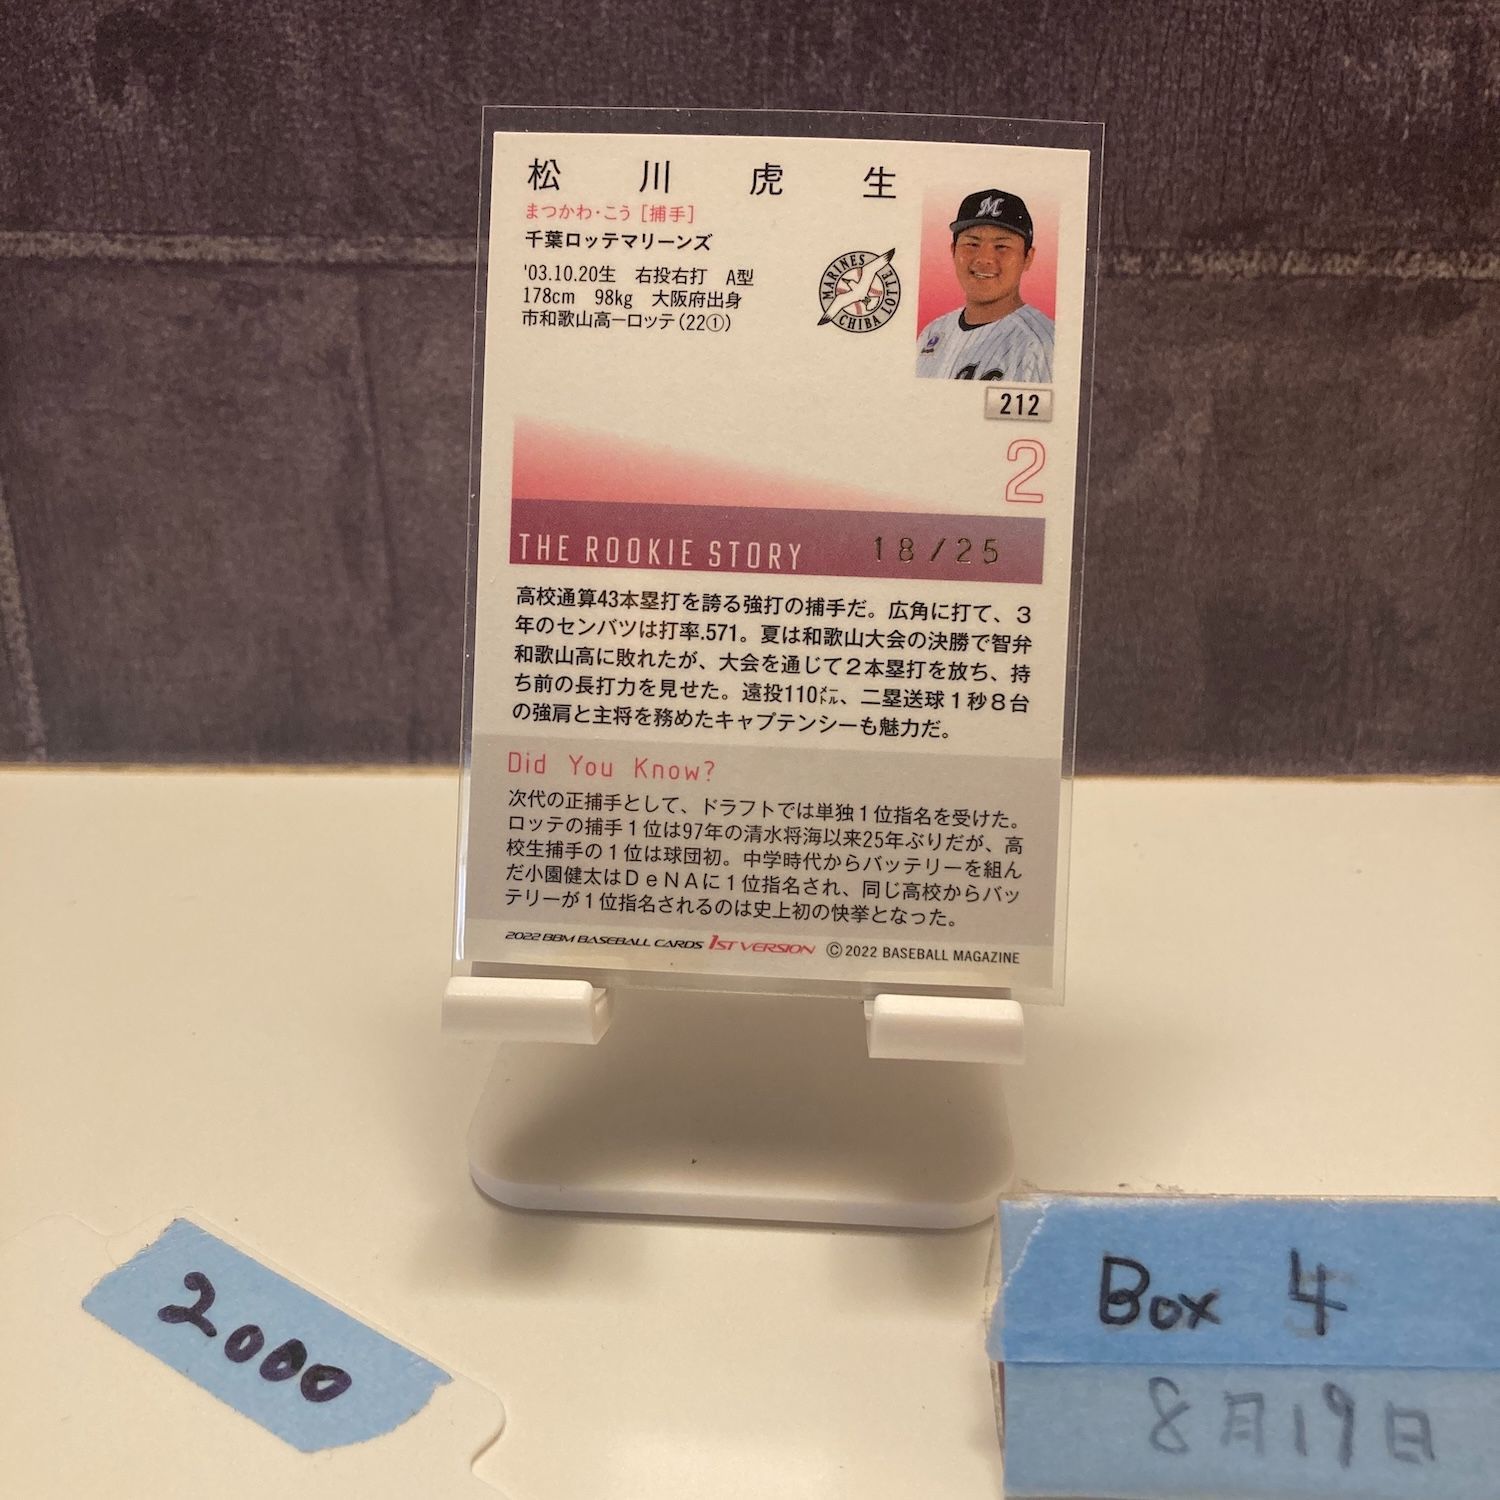 松川虎生
まつかわ・こう [捕手]
千葉ロッテマリーンズ
'03.10.20生 右投右打 A型
178cm 98kg 大阪府出身
市和歌山高ーロッテ(22①)
MARINES
CHIBA LOTTE
M
212
2
THE ROOKIE STORY 18/25
高校通算43本塁打を誇る強打の捕手だ。広角に打て、3
年のセンバツは打率.571。夏は和歌山大会の決勝で智弁
和歌山高に敗れたが、大会を通じて2本塁打を放ち、持
ち前の長打力を見せた。遠投110㍍、二塁送球1秒8台
の強肩と主将を務めたキャプテンシーも魅力だ。
Did You Know?
次代の正捕手として、ドラフトでは単独1位指名を受けた。
ロッテの捕手1位は97年の清水将海以来25年ぶりだが、高
校生捕手の1位は球団初。中学時代からバッテリーを組ん
だ小園健太はDeNAに1位指名され、同じ高校からバッ
テリーが1位指名されるのは史上初の快挙となった。
2022 BBM BASEBALL CARDS 1ST VERSION ©2022 BASEBALL MAGAZINE
2000
Box 4
8月19日